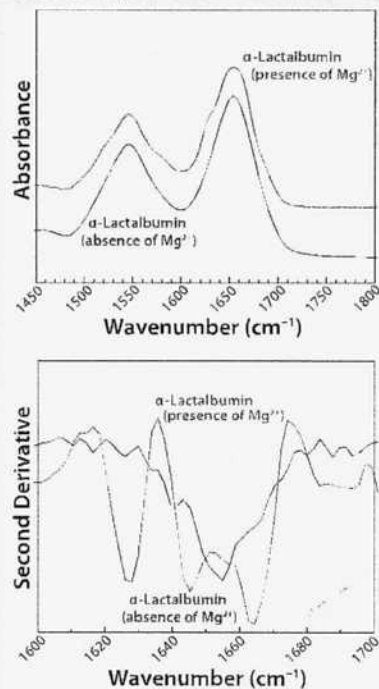 α-Lactalbumin
(presence of Mg²⁺)
Absorbance
α-Lactalbumin
(absence of Mg²⁺)
1450
1500
1550
1600
1650
1700
1750
1800
Wavenumber (cm⁻¹)
α-Lactalbumin
(presence of Mg²⁺)
Second Derivative
α-Lactalbumin
(absence of Mg²⁺)
1600
1620
1640
1660
1680
1700
Wavenumber (cm⁻¹)